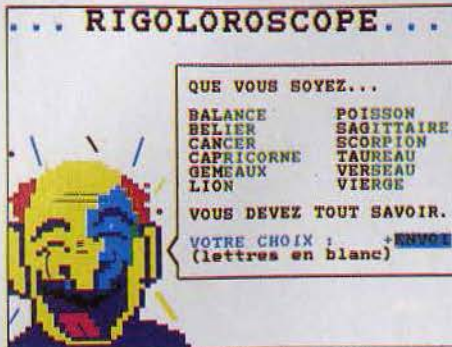 ... RIGOLOROSCOPE...
QUE VOUS SOYEZ...
BALANCE POISSON
BELIER SAGITTAIRE
CANCER SCORPION
CAPRICORNE TAUREAU
GEMEAUX VERSEAU
LION VIERGE
VOUS DEVEZ TOUT SAVOIR.
VOTRE CHOIX : +ENVOI
(lettres en blanc)